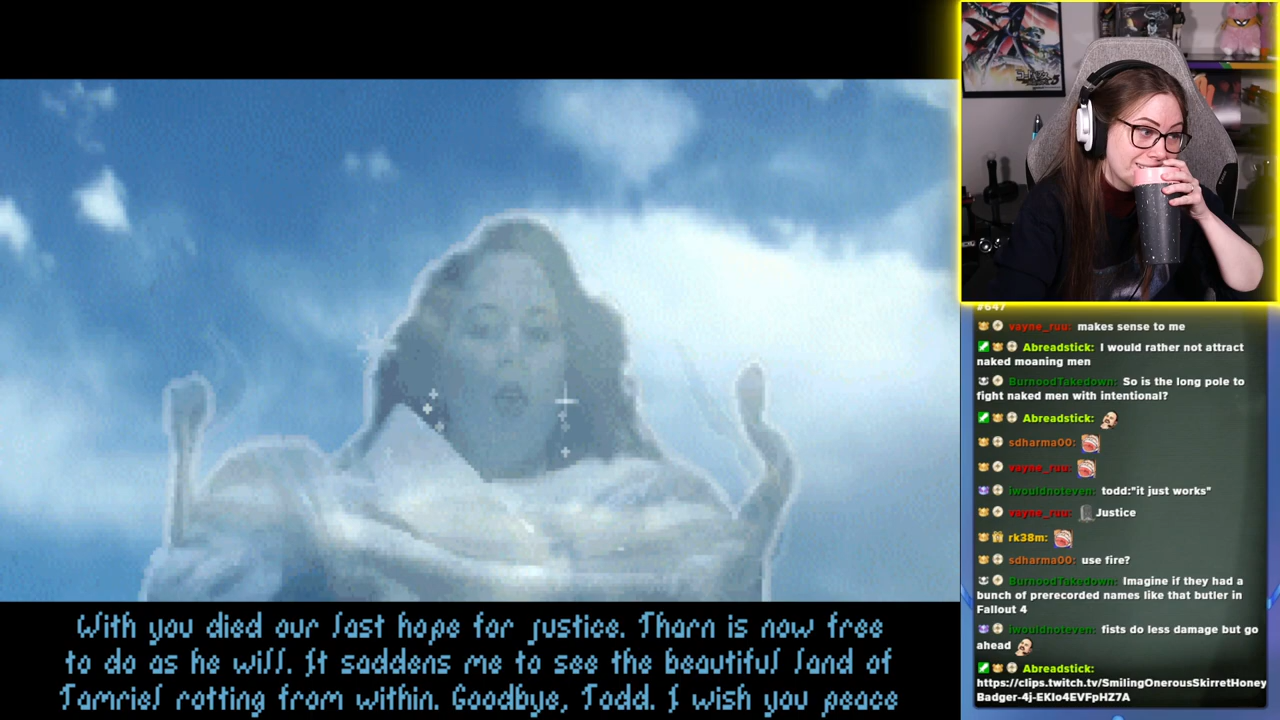 With you died our last hope for justice. Tharn is now free
to do as he will. It saddens me to see the beautiful land of
Tamriel rotting from within. Goodbye, Todd. I wish you peace
#647
vayne_ruu: makes sense to me
Abreadstick: I would rather not attract
naked moaning men
BurnoodTakedown: So is the long pole to
fight naked men with intentional?
Abreadstick:
sdharma00:
vayne_ruu:
iwouldnoteven: todd:"it just works"
vayne_ruu: Justice
rk38m:
sdharma00: use fire?
BurnoodTakedown: Imagine if they had a
bunch of prerecorded names like that butler in
Fallout 4
iwouldnoteven: fists do less damage but go
ahead
Abreadstick:
https://clips.twitch.tv/SmilingOnerousSkirretHoney
Badger-4j-EKIo4EVFpHZ7A